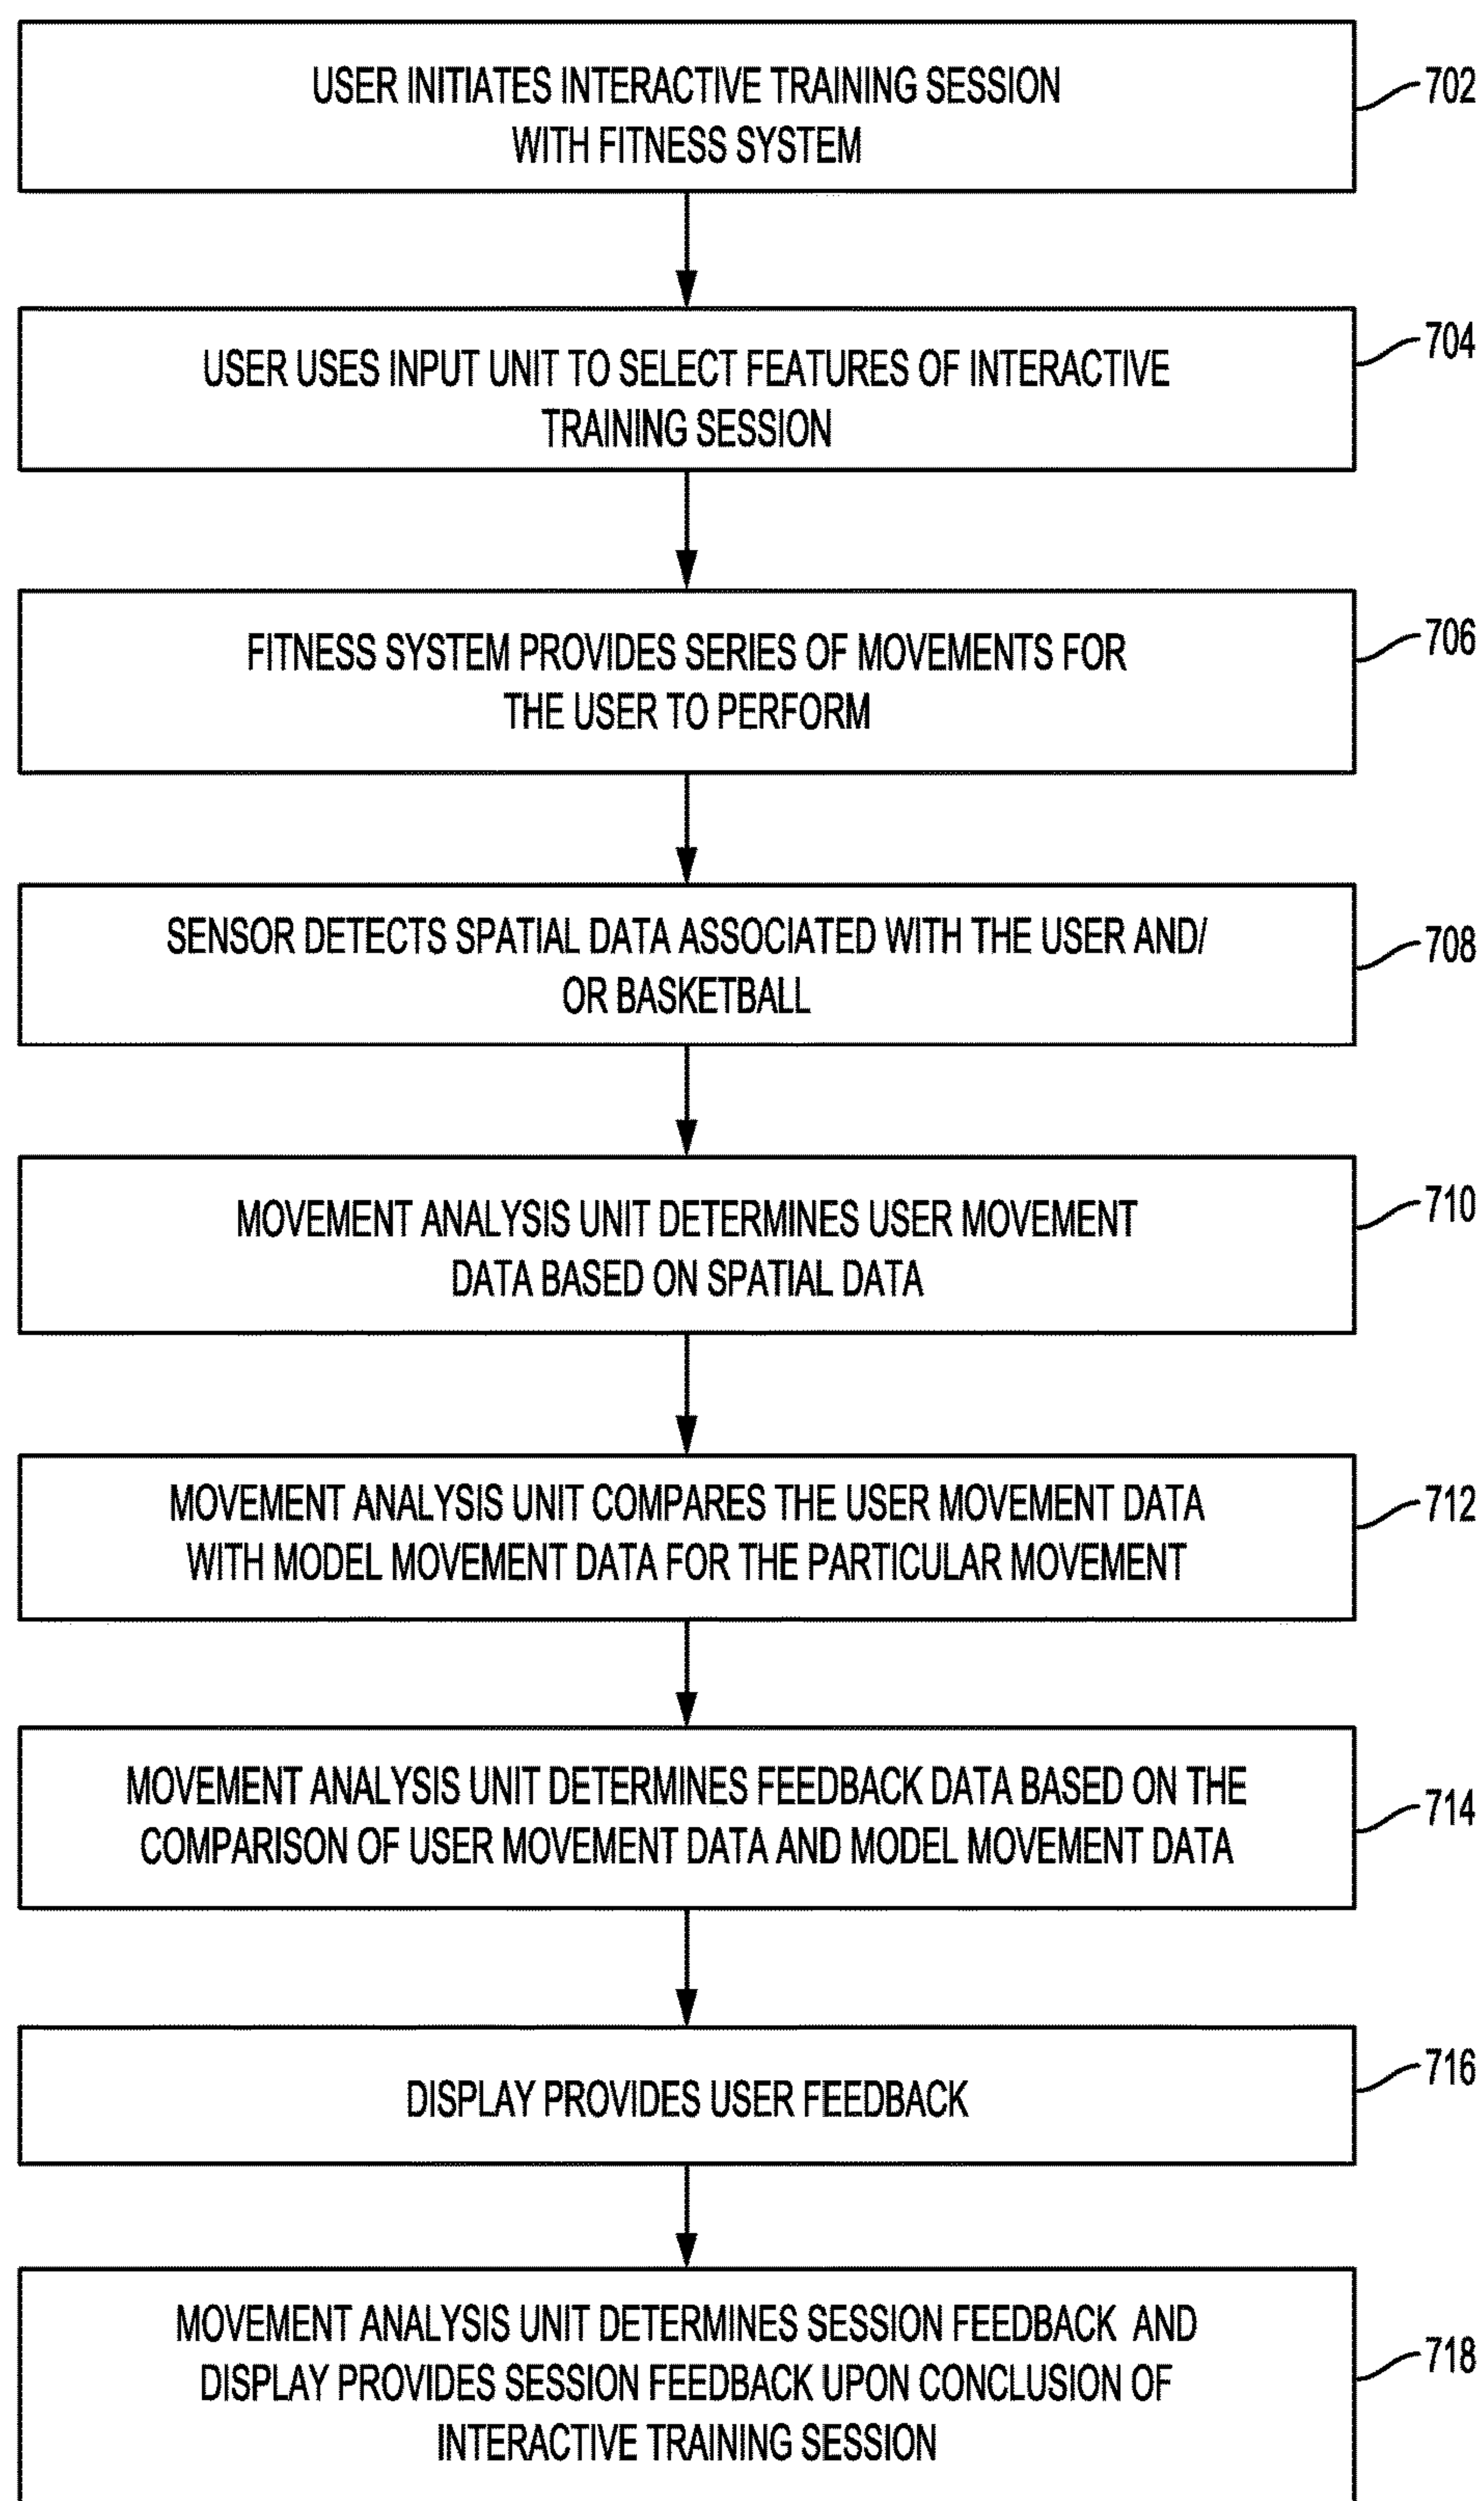 USER INITIATES INTERACTIVE TRAINING SESSION
WITH FITNESS SYSTEM
702
USER USES INPUT UNIT TO SELECT FEATURES OF INTERACTIVE
TRAINING SESSION
704
FITNESS SYSTEM PROVIDES SERIES OF MOVEMENTS FOR
THE USER TO PERFORM
706
SENSOR DETECTS SPATIAL DATA ASSOCIATED WITH THE USER AND/
OR BASKETBALL
708
MOVEMENT ANALYSIS UNIT DETERMINES USER MOVEMENT
DATA BASED ON SPATIAL DATA
710
MOVEMENT ANALYSIS UNIT COMPARES THE USER MOVEMENT DATA
WITH MODEL MOVEMENT DATA FOR THE PARTICULAR MOVEMENT
712
MOVEMENT ANALYSIS UNIT DETERMINES FEEDBACK DATA BASED ON THE
COMPARISON OF USER MOVEMENT DATA AND MODEL MOVEMENT DATA
714
DISPLAY PROVIDES USER FEEDBACK
716
MOVEMENT ANALYSIS UNIT DETERMINES SESSION FEEDBACK AND
DISPLAY PROVIDES SESSION FEEDBACK UPON CONCLUSION OF
INTERACTIVE TRAINING SESSION
718